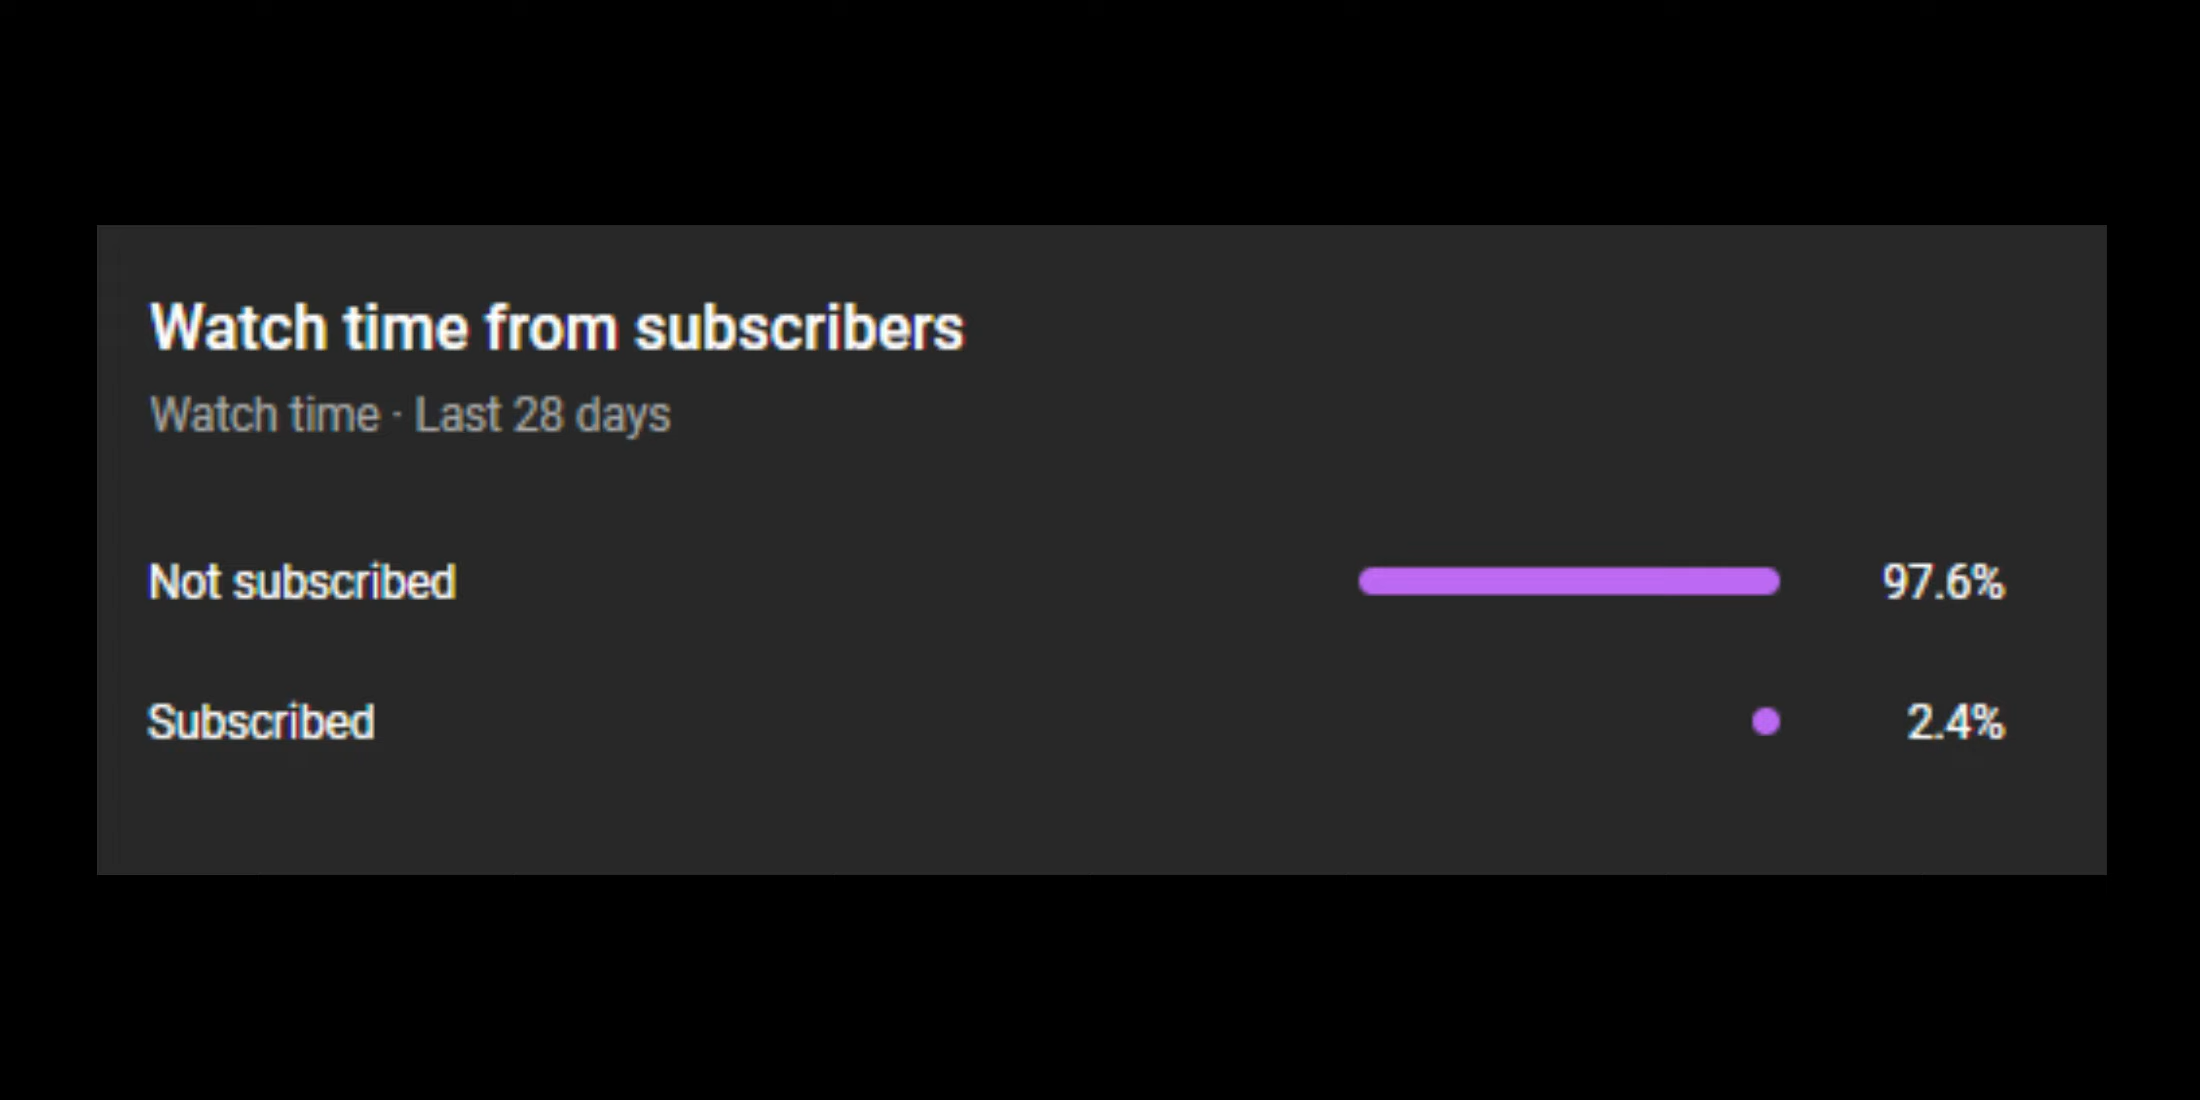 Watch time from subscribers
Watch time · Last 28 days
Not subscribed 97.6%
Subscribed 2.4%